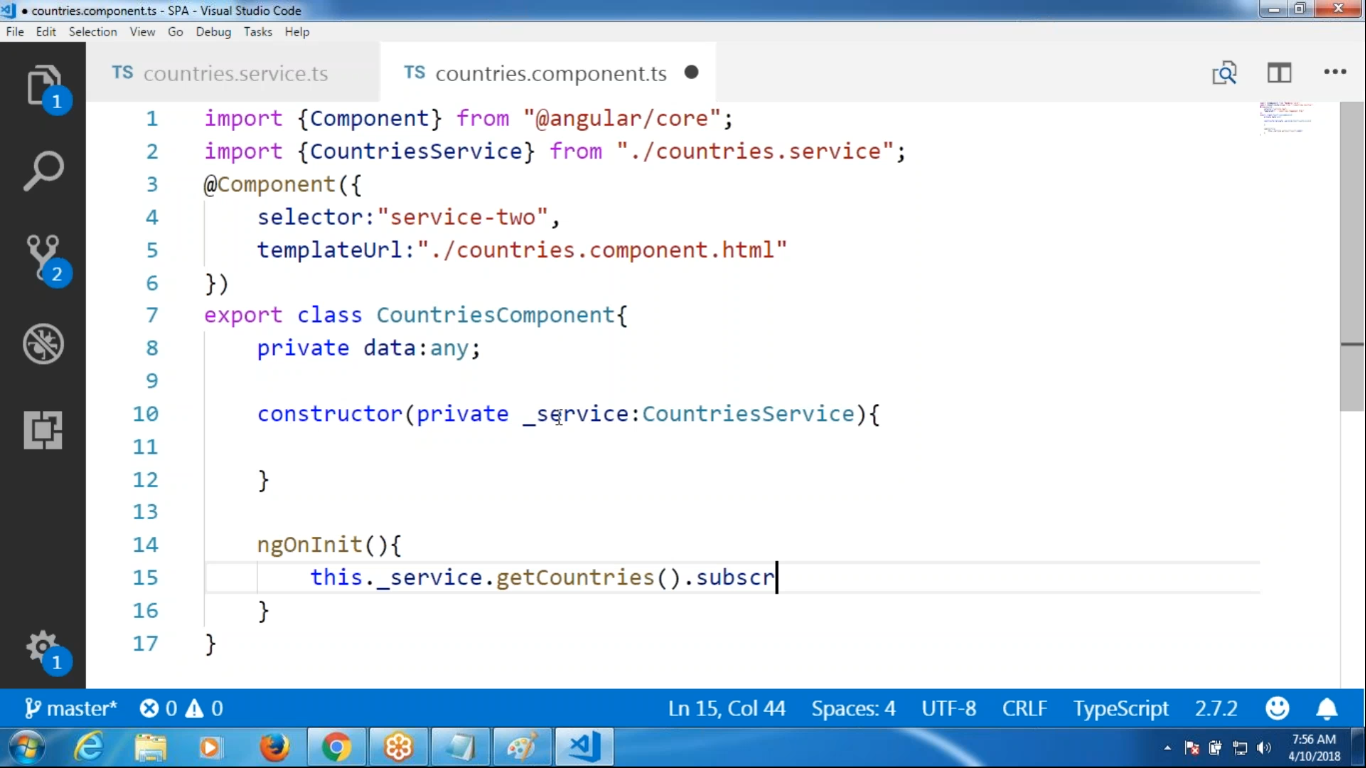 countries.component.ts - SPA - Visual Studio Code
File Edit Selection View Go Debug Tasks Help
TS countries.service.ts TS countries.component.ts
1 import {Component} from "@angular/core";
2 import {CountriesService} from "./countries.service";
3 @Component({
4 selector:"service-two",
5 templateUrl:"./countries.component.html"
6 })
7 export class CountriesComponent{
8 private data:any;
9
10 constructor(private _service:CountriesService){
11
12 }
13
14 ngOnInit(){
15 this._service.getCountries().subscr
16 }
17 }
1
2
1
master* 0 0 Ln 15, Col 44 Spaces: 4 UTF-8 CRLF TypeScript 2.7.2
7:56 AM
4/10/2018